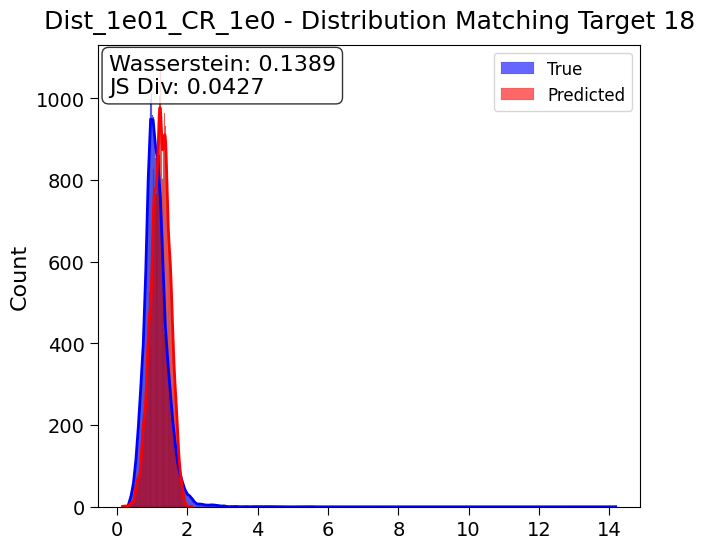 Dist_1e01_CR_1e0 - Distribution Matching Target 18
Wasserstein: 0.1389
JS Div: 0.0427
True
Predicted
Count
1000
800
600
400
200
0
0 2 4 6 8 10 12 14